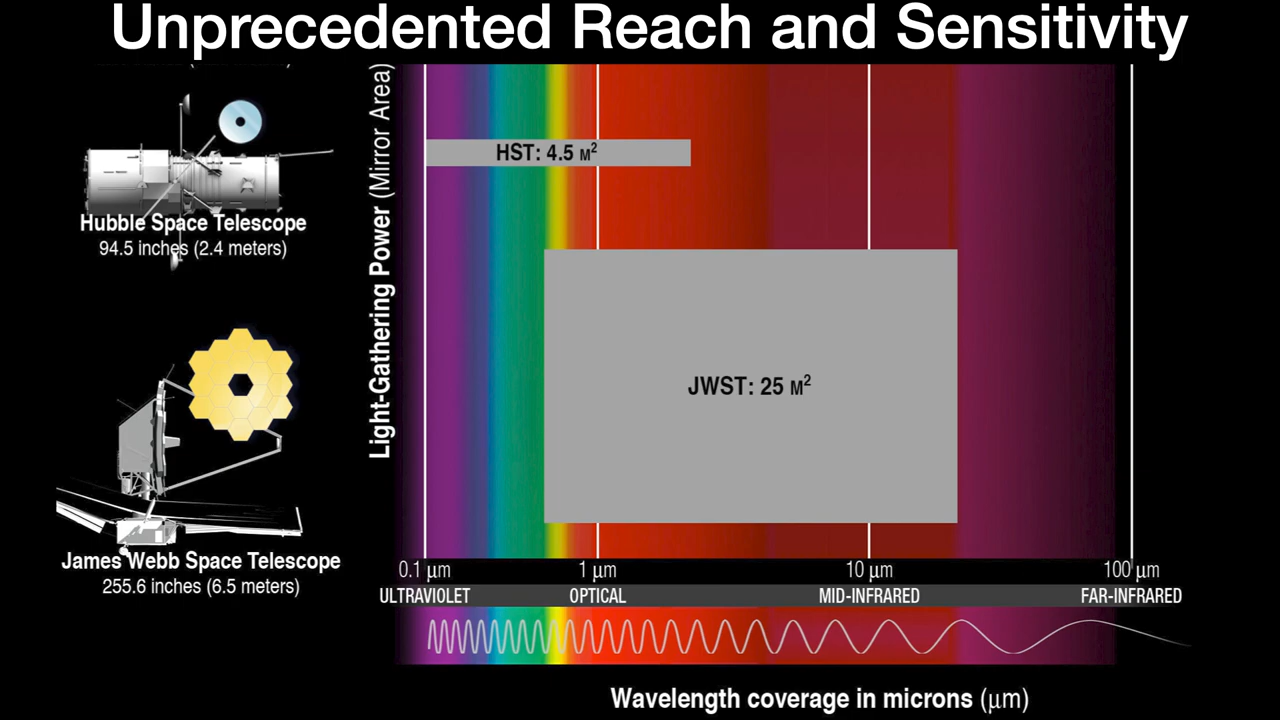 Unprecedented Reach and Sensitivity
Hubble Space Telescope
94.5 inches (2.4 meters)
James Webb Space Telescope
255.6 inches (6.5 meters)
Light-Gathering Power (Mirror Area)
HST: 4.5 M²
JWST: 25 M²
0.1 μm 1 μm 10 μm 100 μm
ULTRAVIOLET OPTICAL MID-INFRARED FAR-INFRARED
Wavelength coverage in microns (μm)